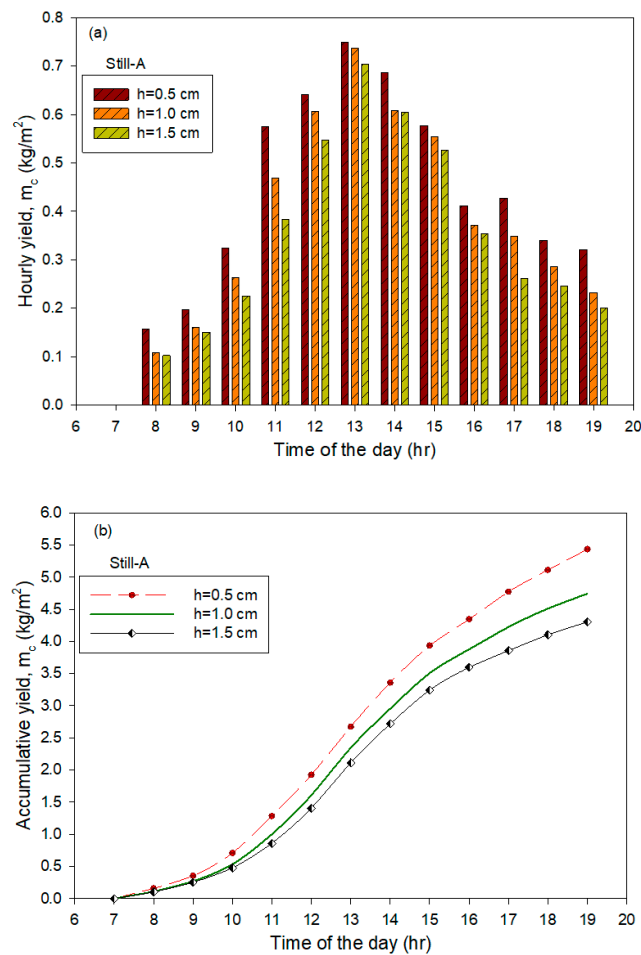 (a)
Still-A
h=0.5 cm
h=1.0 cm
h=1.5 cm
Hourly yield, m_c (kg/m²)
0.8
0.7
0.6
0.5
0.4
0.3
0.2
0.1
0.0
6 7 8 9 10 11 12 13 14 15 16 17 18 19 20
Time of the day (hr)
(b)
Still-A
h=0.5 cm
h=1.0 cm
h=1.5 cm
Accumulative yield, m_c (kg/m²)
6.0
5.5
5.0
4.5
4.0
3.5
3.0
2.5
2.0
1.5
1.0
0.5
0.0
6 7 8 9 10 11 12 13 14 15 16 17 18 19 20
Time of the day (hr)